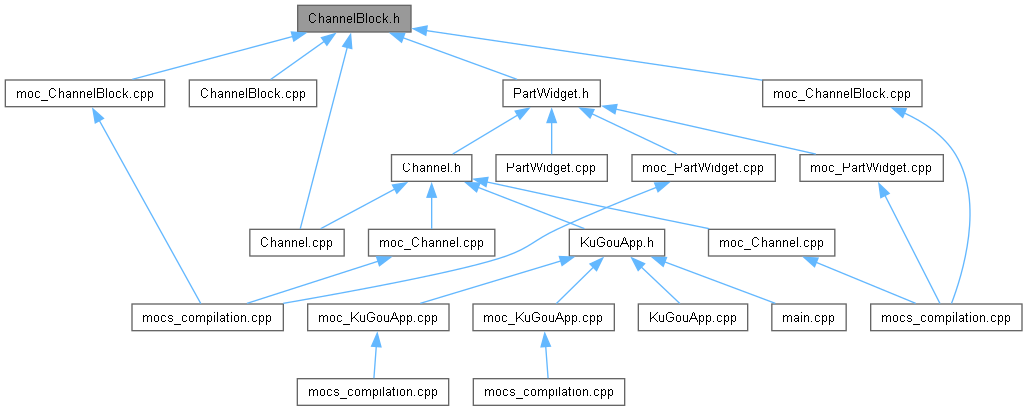 ChannelBlock.h
moc_ChannelBlock.cpp
ChannelBlock.cpp
PartWidget.h
moc_ChannelBlock.cpp
Channel.h
PartWidget.cpp
moc_PartWidget.cpp
moc_PartWidget.cpp
Channel.cpp
moc_Channel.cpp
KuGouApp.h
moc_Channel.cpp
mocs_compilation.cpp
moc_KuGouApp.cpp
moc_KuGouApp.cpp
KuGouApp.cpp
main.cpp
mocs_compilation.cpp
mocs_compilation.cpp
mocs_compilation.cpp